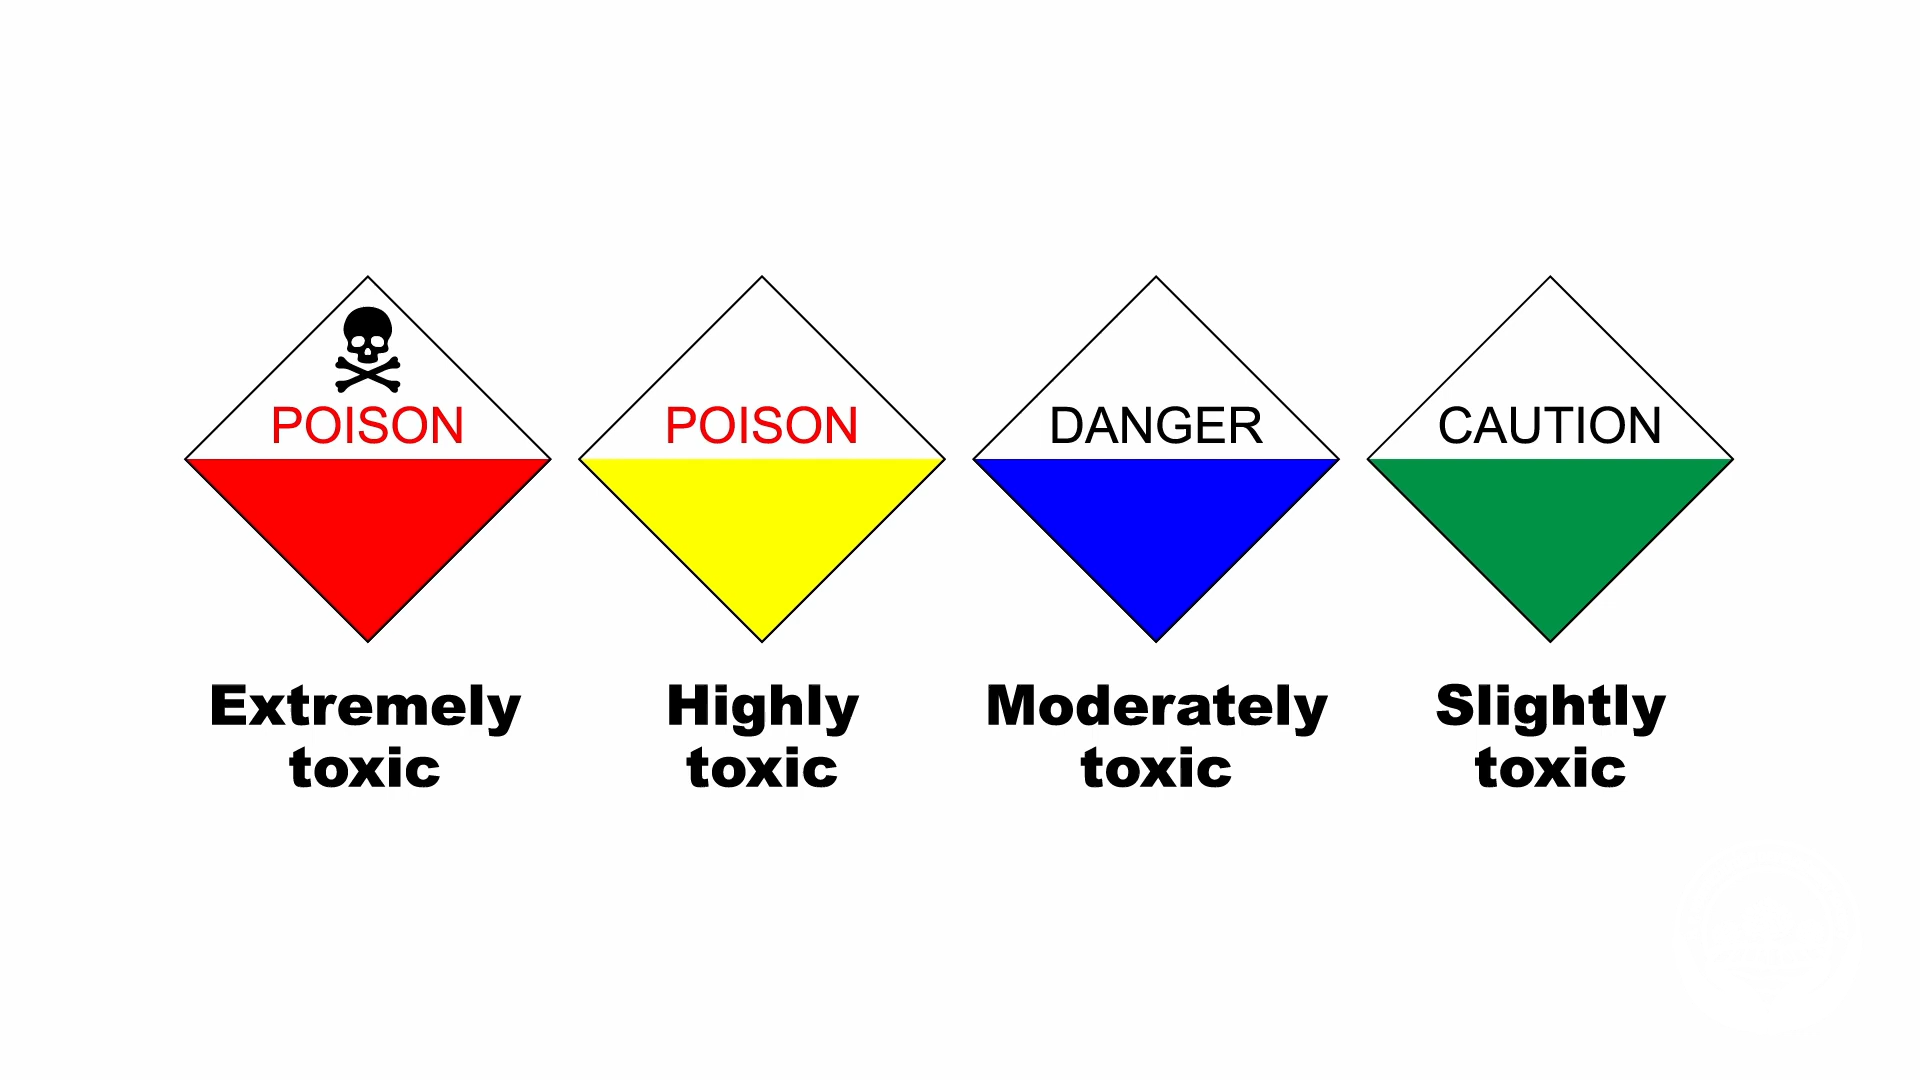 POISON
POISON
DANGER
CAUTION
Extremely
toxic
Highly
toxic
Moderately
toxic
Slightly
toxic